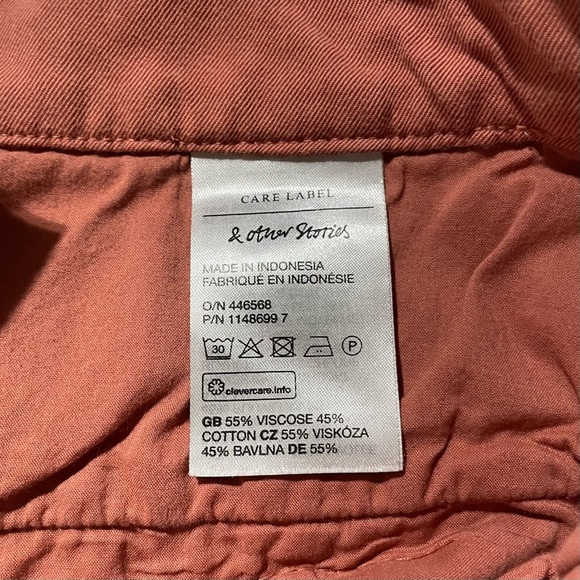 CARE LABEL
& other Stories
MADE IN INDONESIA
FABRIQUÉ EN INDONÉSIE
O/N 446568
P/N 1148699 7
30 P
clevercare.info
GB 55% VISCOSE 45%
COTTON CZ 55% VISKÓZA
45% BAVLNA DE 55%